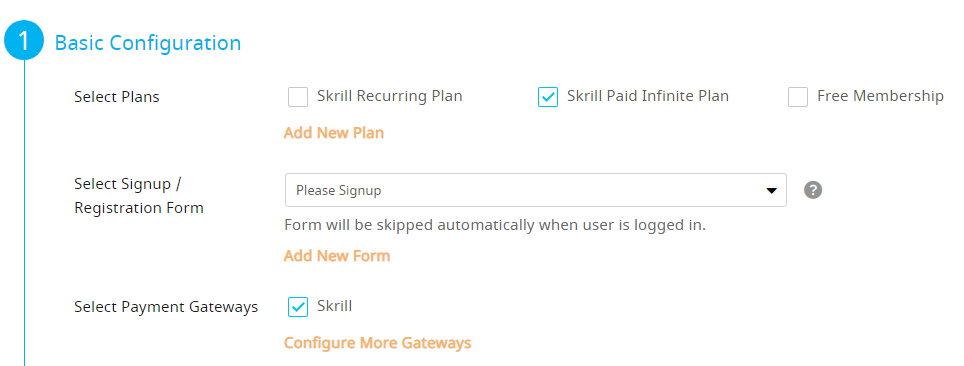 1 Basic Configuration
Select Plans Skrill Recurring Plan Skrill Paid Infinite Plan Free Membership
Add New Plan
Select Signup /
Registration Form
Please Signup ?
Form will be skipped automatically when user is logged in.
Add New Form
Select Payment Gateways Skrill
Configure More Gateways